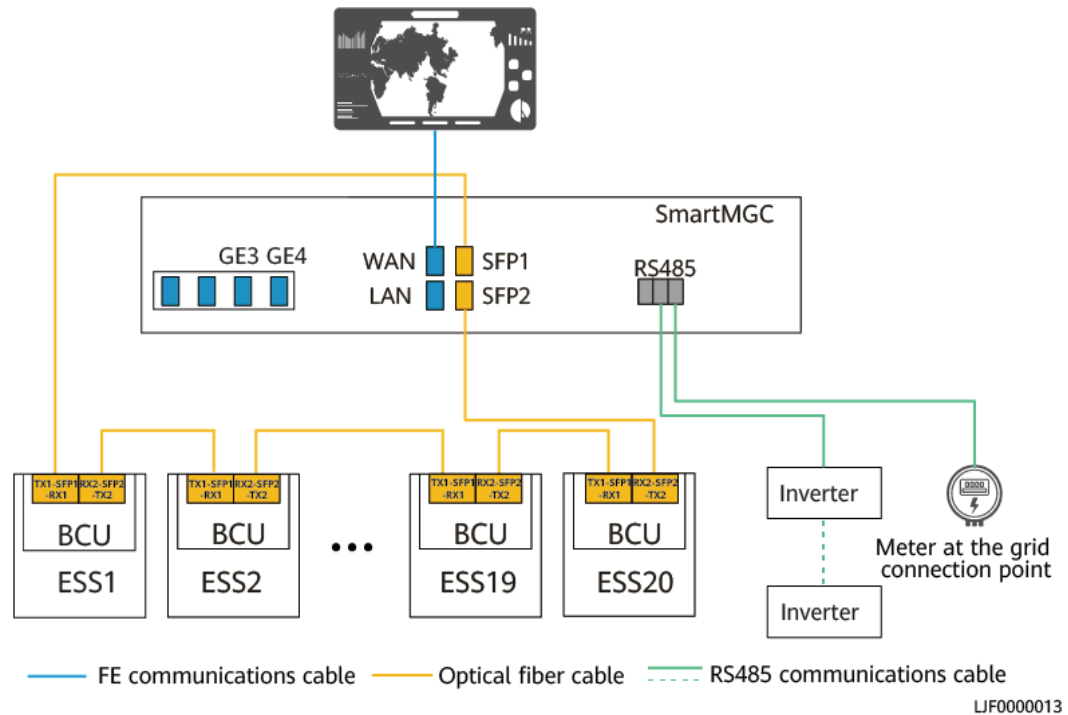 SmartMGC
GE3 GE4
WAN
SFP1
RS485
LAN
SFP2
TX1-SFP1
-RX1
RX2-SFP2
-TX2
BCU
ESS1
TX1-SFP1
-RX1
RX2-SFP2
-TX2
BCU
ESS2
TX1-SFP1
-RX1
RX2-SFP2
-TX2
BCU
ESS19
TX1-SFP1
-RX1
RX2-SFP2
-TX2
BCU
ESS20
Inverter
Inverter
Meter at the grid
connection point
FE communications cable
Optical fiber cable
RS485 communications cable
LJF0000013